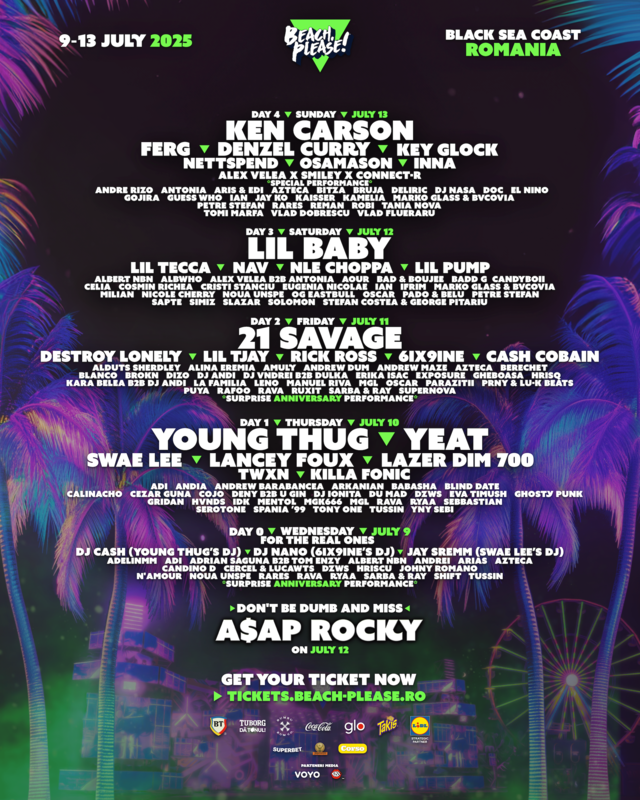 9-13 JULY 2025
BEACH, PLEASE!
BLACK SEA COAST
ROMANIA
DAY 4 ▼ SUNDAY ▼ JULY 13
KEN CARSON
FERG ▼ DENZEL CURRY ▼ KEY GLOCK
NETTSPEND ▼ OSAMASON ▼ INNA
ALEX VELEA X SMILEY X CONNECT-R
*SPECIAL PERFORMANCE*
ANDRE RIZO ANTONIA ARIS & EDI AZTECA BITZA BRUJA DELIRIC DJ NASA DOC EL NINO
GOJIRA GUESS WHO IAN JAY KO KAISSER KAMELIA MARKO GLASS & BVCOVIA
PETRE STEFAN RARES REMAN ROBI TANIA NOVA
TOMI MARFA VLAD DOBRESCU VLAD FLUERARU
DAY 3 ▼ SATURDAY ▼ JULY 12
LIL BABY
LIL TECCA ▼ NAV ▼ NLE CHOPPA ▼ LIL PUMP
ALBERT NBN ALBWHO ALEX VELEA B2B ANTONIA AOUR BAD & BOUJEE BADD G CANDYBOII
CELIA COSMIN RICHEA CRISTI STANCIU EUGENIA NICOLAE IAN IFRIM MARKO GLASS & BVCOVIA
MILIAN NICOLE CHERRY NOUA UNSPE OG EASTBULL OSCAR PADO & BELU PETRE STEFAN
SAPTE SIMIZ SLAZAR SOLOMON STEFAN COSTEA & GEORGE PITARIU
DAY 2 ▼ FRIDAY ▼ JULY 11
21 SAVAGE
DESTROY LONELY ▼ LIL TJAY ▼ RICK ROSS ▼ 6IX9INE ▼ CASH COBAIN
ALDUTS SHERDLEY ALINA EREMIA AMULY ANDREW DUM ANDREW MAZE AZTECA BERECHET
BLANCO BROKN DIZO DJ ANDI DJ VNDREI B2B DULKA ERIKA ISAC EXPOSURE GHEBOASA HRISQ
KARA BELEA B2B DJ ANDI LA FAMILIA LENO MANUEL RIVA MGL OSCAR PARAZITII PRNY & LU-K BEATS
PUYA RAFOO RAVA RUXIT SARBA & RAY SUPERNOVA
*SURPRISE ANNIVERSARY PERFORMANCE*
DAY 1 ▼ THURSDAY ▼ JULY 10
YOUNG THUG ▼ YEAT
SWAE LEE ▼ LANCEY FOUX ▼ LAZER DIM 700
TWXN ▼ KILLA FONIC
ADI ANDIA ANDREW BARABANCEA ARKANIAN BABASHA BLIND DATE
CALINACHO CEZAR GUNA COJO DENY B2B U GIN DJ IONITA DU MAD DZWS EVA TIMUSH GHOSTY PUNK
GRIDAN HVNDS IDK MENTOL MGK666 MGL RAVA RYAA SEBBASTIAN
SEROTONE SPANIA '99 TONY ONE TUSSIN YNY SEBI
DAY 0 ▼ WEDNESDAY ▼ JULY 9
FOR THE REAL ONES
DJ CASH (YOUNG THUG'S DJ) ▼ DJ NANO (6IX9INE'S DJ) ▼ JAY SREMM (SWAE LEE'S DJ)
ADELINMM ADI ADRIAN SAGUNA B2B TOM ENZY ALBERT NBN ANDREI ARIAS AZTECA
CANDINO D CERCEL & LUCAWTS DZWS HRISCU JOHNY ROMANO
N'AMOUR NOUA UNSPE RARES RAVA RYAA SARBA & RAY SHIFT TUSSIN
*SURPRISE ANNIVERSARY PERFORMANCE*
▶DON'T BE DUMB AND MISS◀
A$AP ROCKY
ON JULY 12
GET YOUR TICKET NOW
▶ TICKETS.BEACH-PLEASE.RO
BT
TUBORG
Coca-Cola
glo
Takis
LIDL
SUPERBET
Corso
PARTENERI MEDIA
VOYO